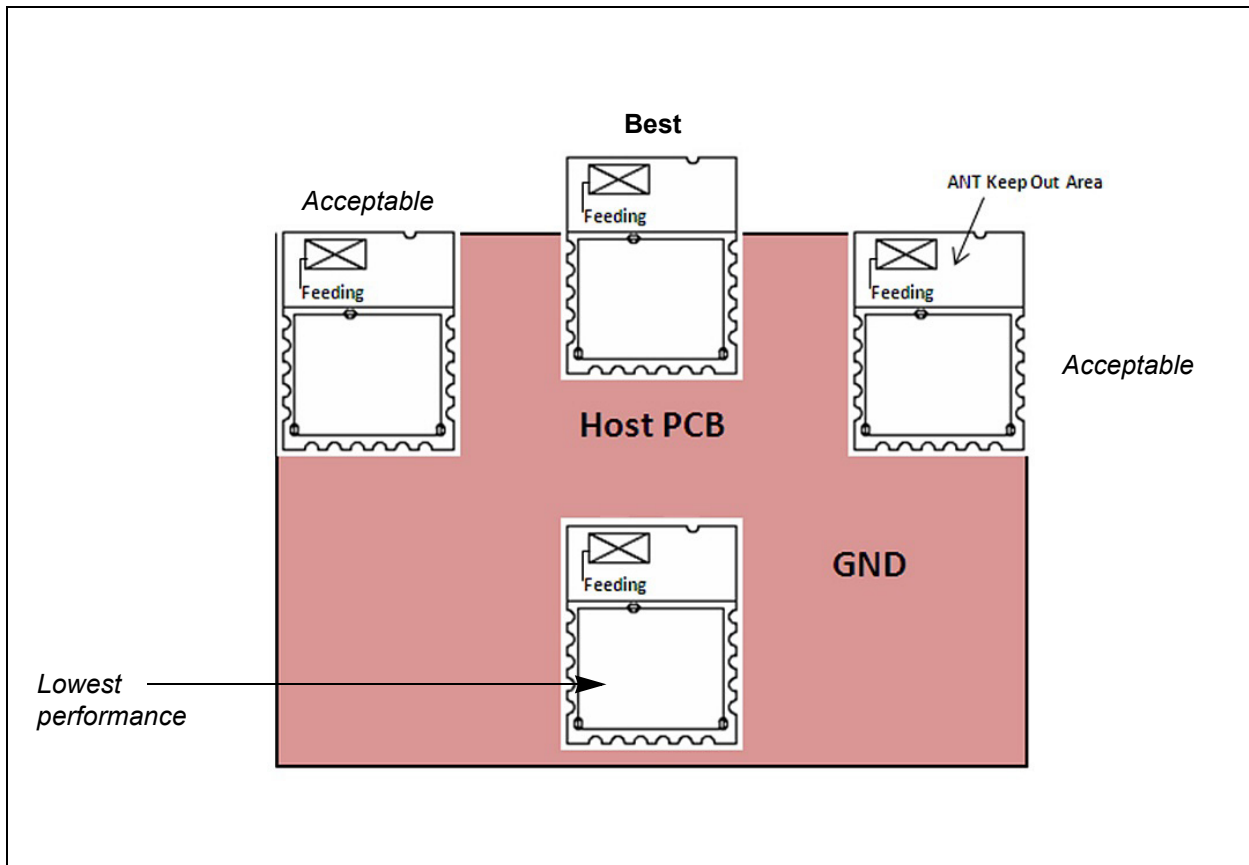 Best
Acceptable
ANT Keep Out Area
Feeding
Feeding
Feeding
Acceptable
Host PCB
Feeding
GND
Lowest
performance